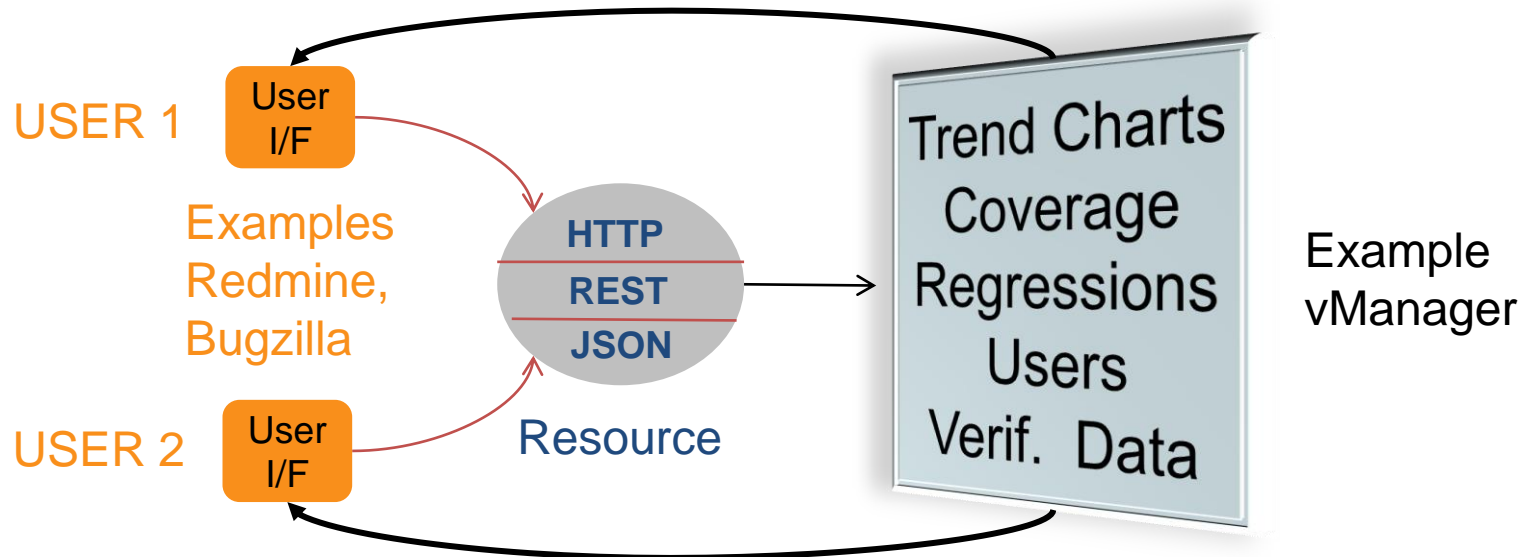 USER 1
User
I/F
Examples
Redmine,
Bugzilla
USER 2
User
I/F
HTTP
REST
JSON
Resource
Trend Charts
Coverage
Regressions
Users
Verif. Data
Example
vManager